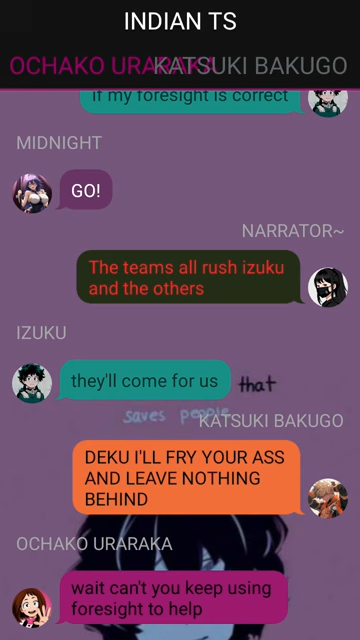 INDIAN TS
OCHAKO URARAKA
KATSUKI BAKUGO
if my foresight is correct
MIDNIGHT
GO!
NARRATOR~
The teams all rush izuku
and the others
IZUKU
they'll come for us
that
saves people
KATSUKI BAKUGO
DEKU I'LL FRY YOUR ASS
AND LEAVE NOTHING
BEHIND
OCHAKO URARAKA
wait can't you keep using
foresight to help